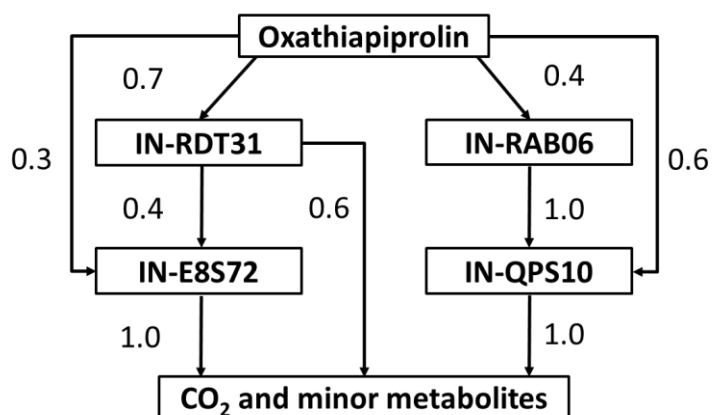 Oxathiapiprolin
0.7
0.4
IN-RDT31
IN-RAB06
0.3
0.6
0.4
0.6
1.0
IN-E8S72
IN-QPS10
1.0
1.0
CO₂ and minor metabolites